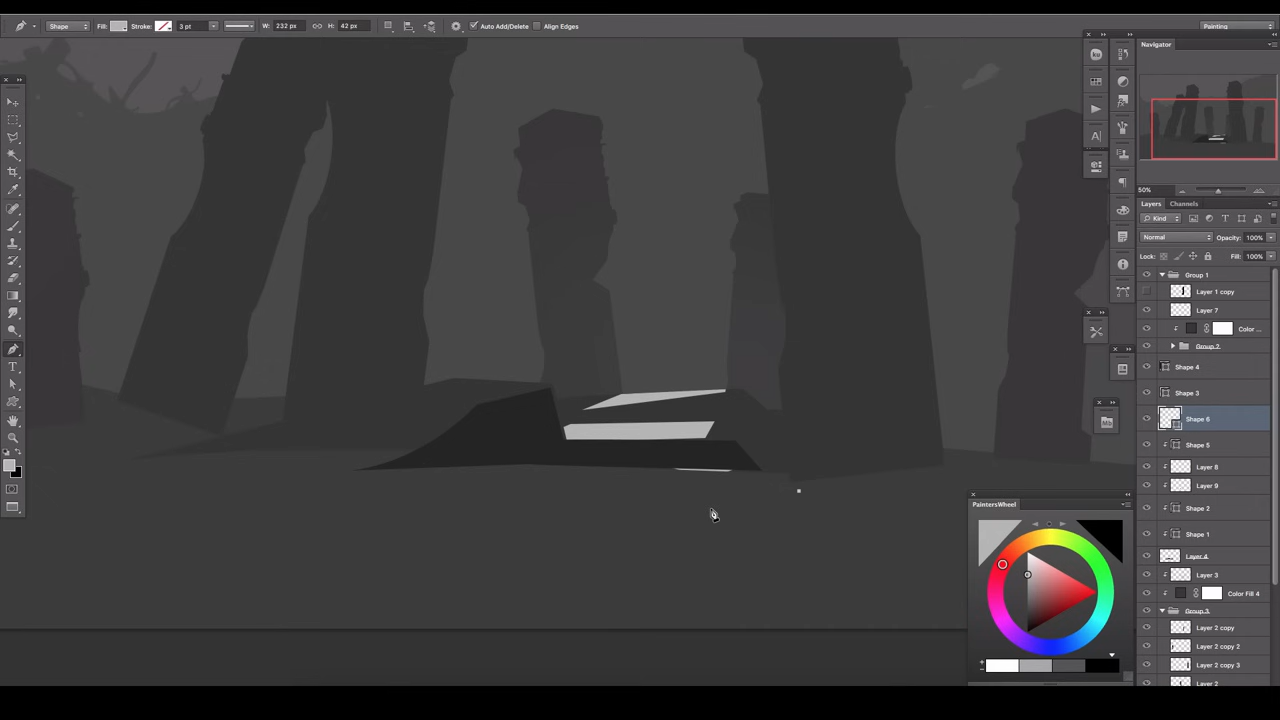 Shape Fill: Stroke: 3 pt W: 232 px H: 42 px Auto Add/Delete Align Edges Painting
Navigator
50%
Layers Channels
Kind
Normal Opacity: 100%
Lock: Fill: 100%
Group 1
Layer 1 copy
Layer 7
Color ...
Group 2
Shape 4
Shape 3
Shape 6
Shape 5
Layer 8
Layer 9
Shape 2
Shape 1
Layer 4
Layer 3
Color Fill 4
Group 3
Layer 2 copy
Layer 2 copy 2
Layer 2 copy 3
Layer 2
PaintersWheel
ku
A
Mb
T